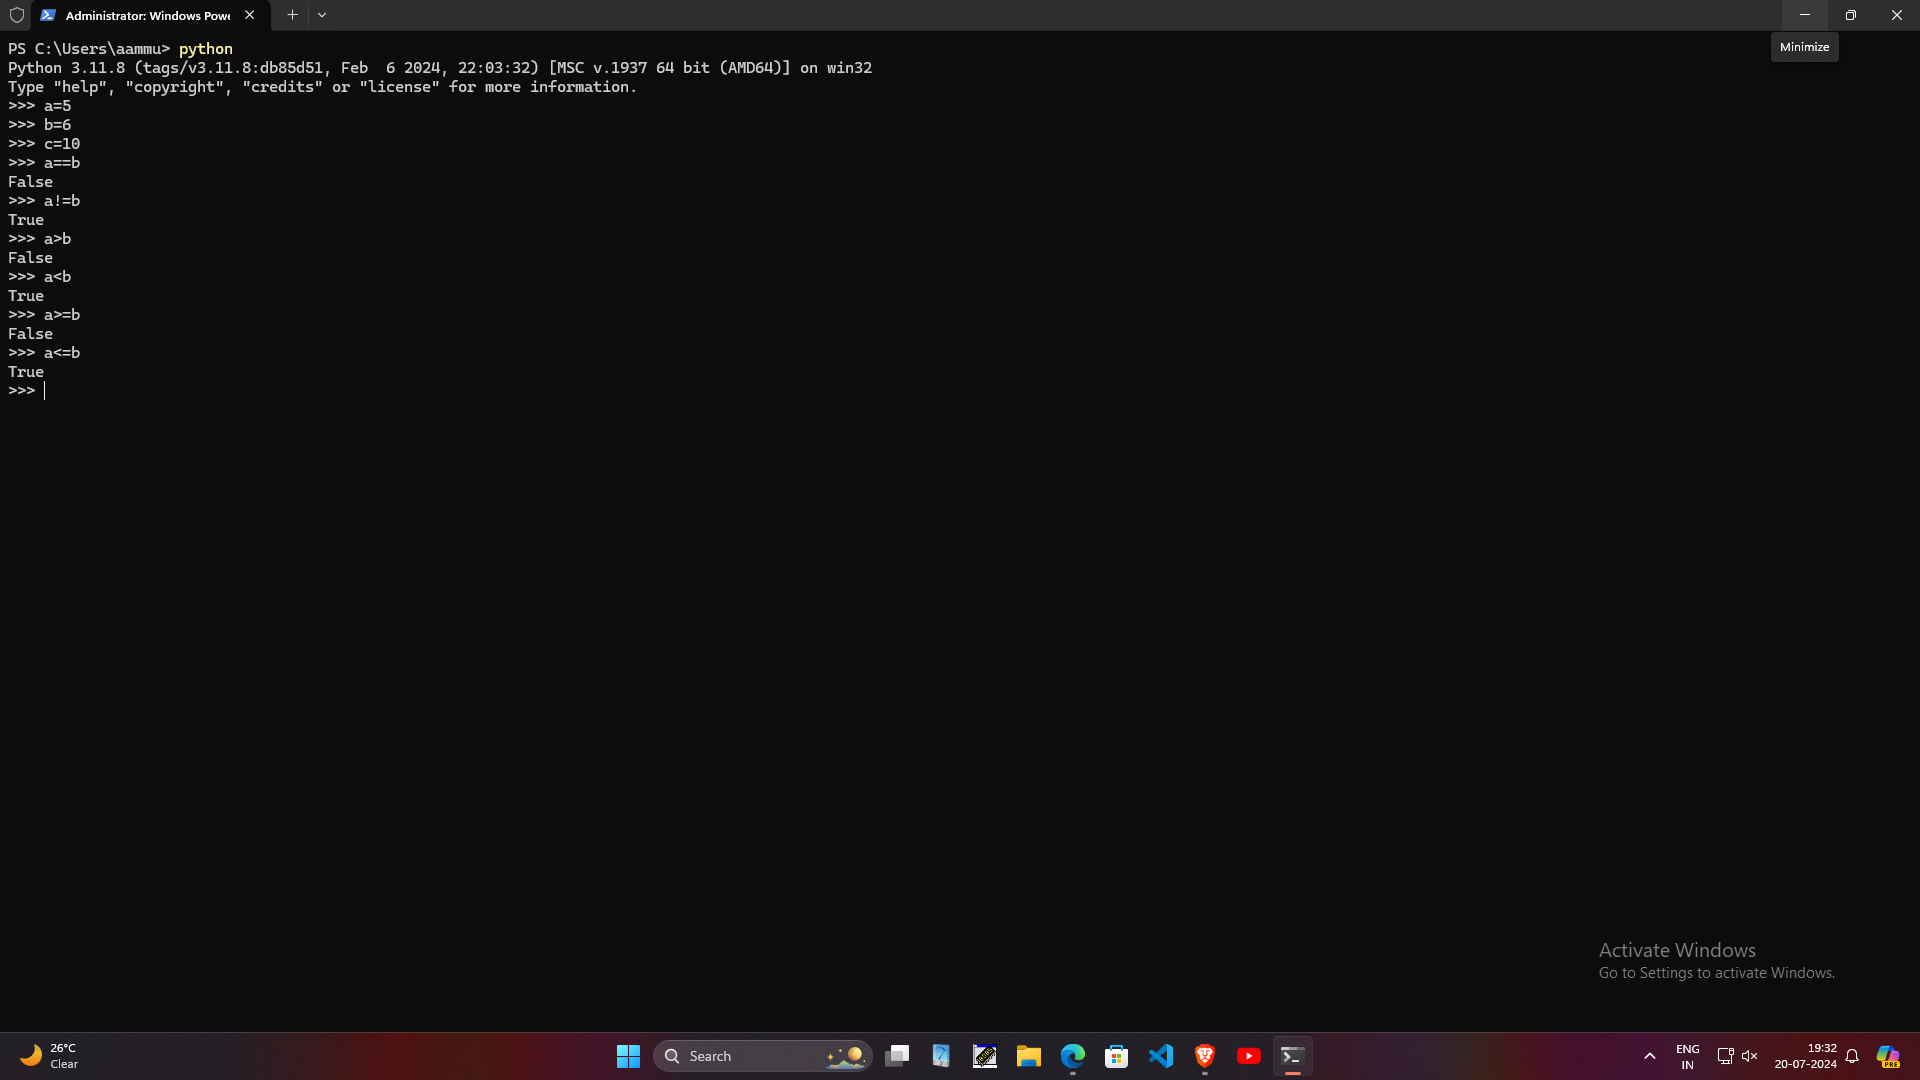 Administrator: Windows Powe
Minimize
PS C:\Users\aammu> python
Python 3.11.8 (tags/v3.11.8:db85d51, Feb  6 2024, 22:03:32) [MSC v.1937 64 bit (AMD64)] on win32
Type "help", "copyright", "credits" or "license" for more information.
>>> a=5
>>> b=6
>>> c=10
>>> a==b
False
>>> a!=b
True
>>> a>b
False
>>> a<b
True
>>> a>=b
False
>>> a<=b
True
>>>
Activate Windows
Go to Settings to activate Windows.
26°C
Clear
Search
ENG
IN
19:32
20-07-2024
PRE